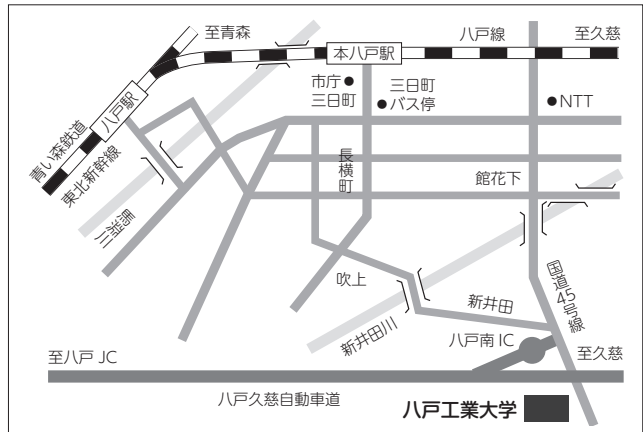 至青森
八戸線
至久慈
本八戸駅
市庁
三日町
三日町
バス停
NTT
八戸駅
青い森鉄道
東北新幹線
馬淵川
長横町
館花下
吹上
新井田
国道45号線
新井田川
八戸南IC
至八戸JC
至久慈
八戸久慈自動車道
八戸工業大学